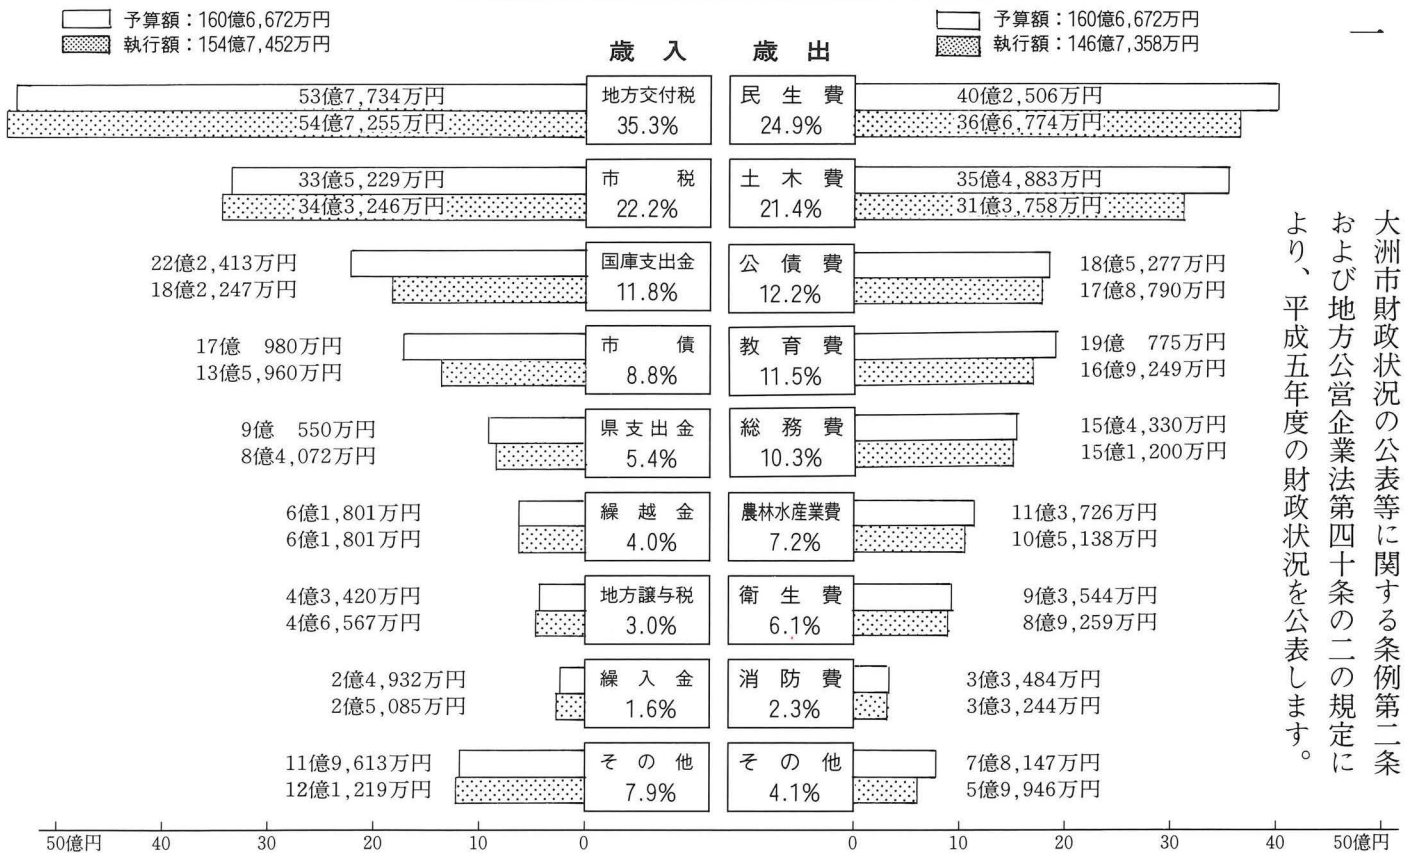 予算額：160億6,672万円
執行額：154億7,452万円
歳入
歳出
予算額：160億6,672万円
執行額：146億7,358万円
一
53億7,734万円
54億7,255万円
地方交付税
35.3%
民生費
24.9%
40億2,506万円
36億6,774万円
33億5,229万円
34億3,246万円
市税
22.2%
土木費
21.4%
35億4,883万円
31億3,758万円
22億2,413万円
18億2,247万円
国庫支出金
11.8%
公債費
12.2%
18億5,277万円
17億8,790万円
17億 980万円
13億5,960万円
市債
8.8%
教育費
11.5%
19億 775万円
16億9,249万円
9億 550万円
8億4,072万円
県支出金
5.4%
総務費
10.3%
15億4,330万円
15億1,200万円
6億1,801万円
6億1,801万円
繰越金
4.0%
農林水産業費
7.2%
11億3,726万円
10億5,138万円
4億3,420万円
4億6,567万円
地方譲与税
3.0%
衛生費
6.1%
9億3,544万円
8億9,259万円
2億4,932万円
2億5,085万円
繰入金
1.6%
消防費
2.3%
3億3,484万円
3億3,244万円
11億9,613万円
12億1,219万円
その他
7.9%
その他
4.1%
7億8,147万円
5億9,946万円
50億円 40 30 20 10 0
0 10 20 30 40 50億円
大洲市財政状況の公表等に関する条例第二条
および地方公営企業法第四十条の二の規定に
より、平成五年度の財政状況を公表します。